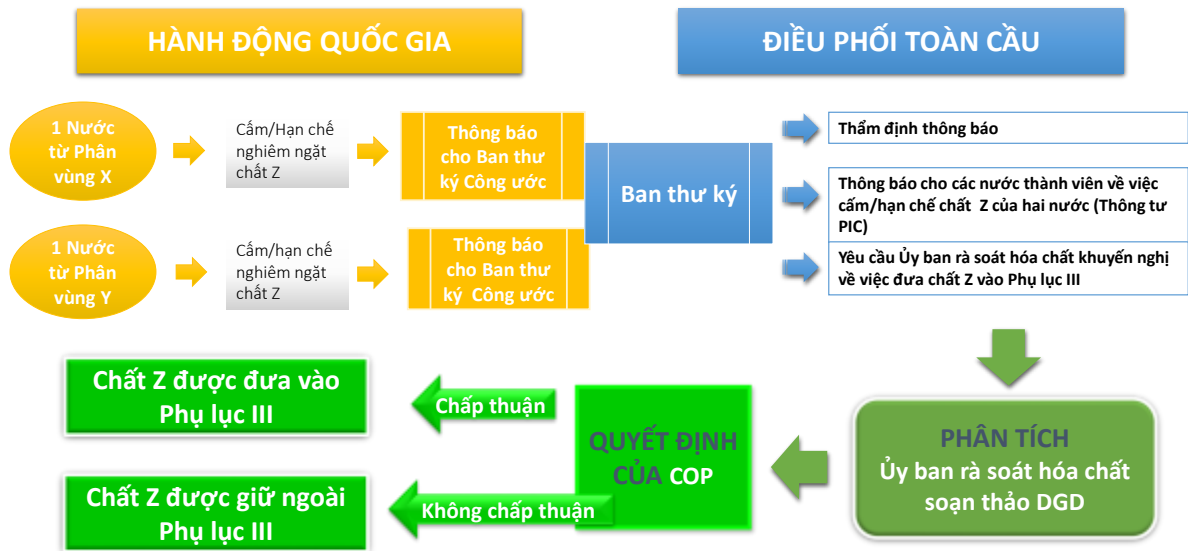 HÀNH ĐỘNG QUỐC GIA
ĐIỀU PHỐI TOÀN CẦU
1 Nước
từ Phân
vùng X
Cấm/Hạn chế
nghiêm ngặt
chất Z
Thông báo
cho Ban thư
ký Công ước
1 Nước
từ Phân
vùng Y
Cấm/hạn chế
nghiêm ngặt
chất Z
Thông báo
cho Ban thư
ký Công ước
Ban thư ký
Thẩm định thông báo
Thông báo cho các nước thành viên về việc
cấm/hạn chế chất Z của hai nước (Thông tư
PIC)
Yêu cầu Ủy ban rà soát hóa chất khuyến nghị
về việc đưa chất Z vào Phụ lục III
PHÂN TÍCH
Ủy ban rà soát hóa chất
soạn thảo DGD
QUYẾT ĐỊNH
CỦA COP
Chấp thuận
Chất Z được đưa vào
Phụ lục III
Không chấp thuận
Chất Z được giữ ngoài
Phụ lục III